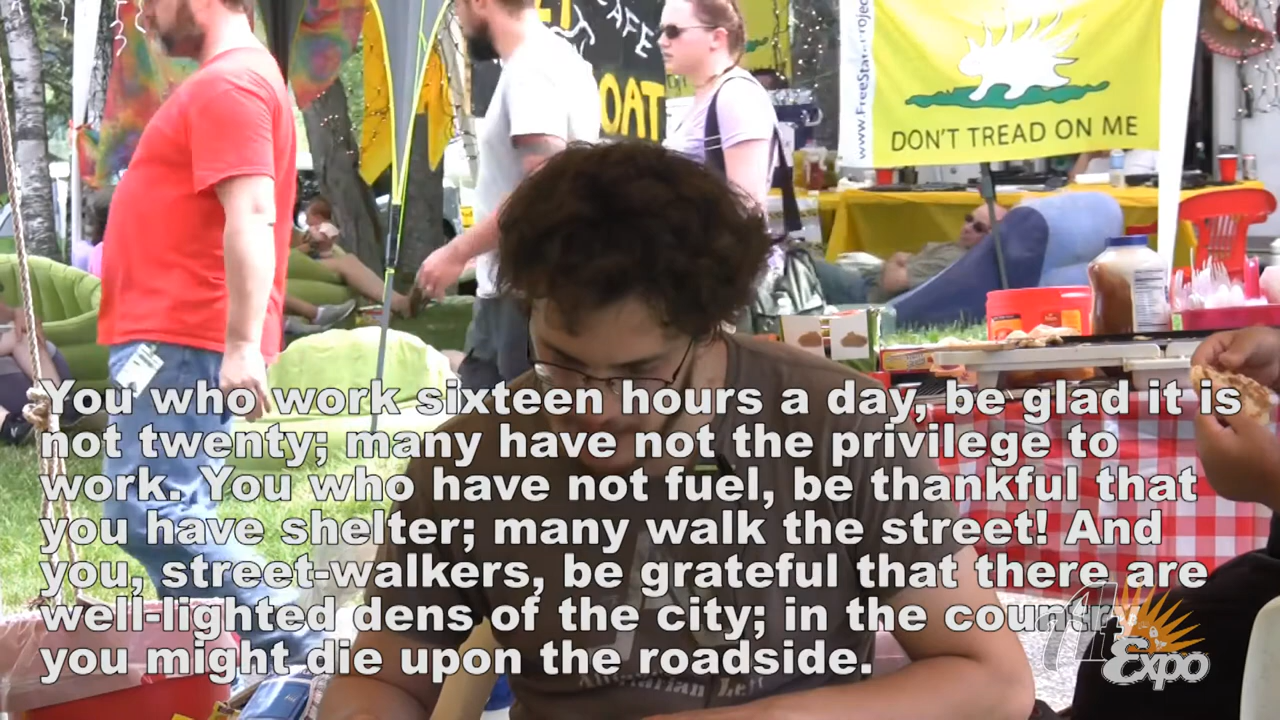 CAFE
OAT
www.FreeStateProjec
DON'T TREAD ON ME
You who work sixteen hours a day, be glad it is
not twenty; many have not the privilege to
work. You who have not fuel, be thankful that
you have shelter; many walk the street! And
you, street-walkers, be grateful that there are
well-lighted dens of the city; in the country
you might die upon the roadside.
Expo